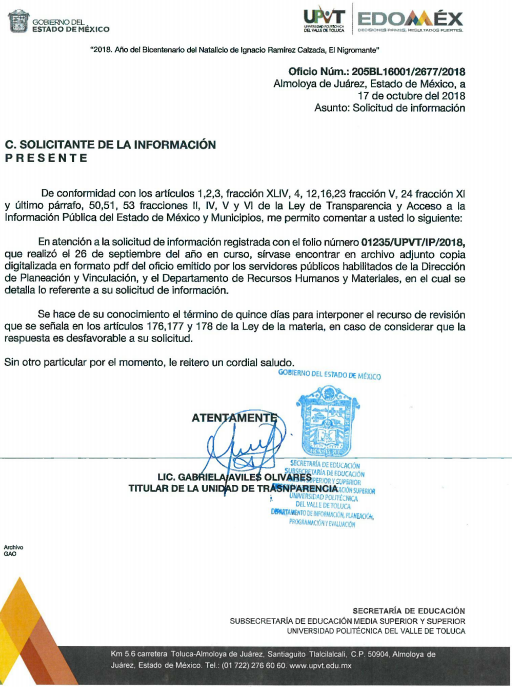 GOBIERNO DEL
ESTADO DE MÉXICO
UPVT
UNIVERSIDAD POLITÉCNICA
DEL VALLE DE TOLUCA
EDOMÉX
DECISIONES FIRMES, RESULTADOS FUERTES.
"2018. Año del Bicentenario del Natalicio de Ignacio Ramírez Calzada, El Nigromante"
Oficio Núm.: 205BL16001/2677/2018
Almoloya de Juárez, Estado de México, a
17 de octubre del 2018
Asunto: Solicitud de información
C. SOLICITANTE DE LA INFORMACIÓN
P R E S E N T E
De conformidad con los artículos 1,2,3, fracción XLIV, 4, 12,16,23 fracción V, 24 fracción XI
y último párrafo, 50,51, 53 fracciones II, IV, V y VI de la Ley de Transparencia y Acceso a la
Información Pública del Estado de México y Municipios, me permito comentar a usted lo siguiente:
En atención a la solicitud de información registrada con el folio número 01235/UPVT/IP/2018,
que realizó el 26 de septiembre del año en curso, sírvase encontrar en archivo adjunto copia
digitalizada en formato pdf del oficio emitido por los servidores públicos habilitados de la Dirección
de Planeación y Vinculación, y el Departamento de Recursos Humanos y Materiales, en el cual se
detalla lo referente a su solicitud de información.
Se hace de su conocimiento el término de quince días para interponer el recurso de revisión
que se señala en los artículos 176,177 y 178 de la Ley de la materia, en caso de considerar que la
respuesta es desfavorable a su solicitud.
Sin otro particular por el momento, le reitero un cordial saludo.
GOBIERNO DEL ESTADO DE MÉXICO
ATENTAMENTE
SECRETARÍA DE EDUCACIÓN
SUBSECRETARÍA DE EDUCACIÓN
LIC. GABRIELA AVILES OLIVARES
SUPERIOR Y SUPERIOR
TITULAR DE LA UNIDAD DE TRASNPARENCIA
EDUCACIÓN SUPERIOR
UNIVERSIDAD POLITÉCNICA
DEL VALLE DE TOLUCA
DEPARTAMENTO DE INFORMACIÓN, PLANEACIÓN,
PROGRAMACIÓN Y EVALUACIÓN
Archivo
GAO
SECRETARÍA DE EDUCACIÓN
SUBSECRETARÍA DE EDUCACIÓN MEDIA SUPERIOR Y SUPERIOR
UNIVERSIDAD POLITÉCNICA DEL VALLE DE TOLUCA
Km 5.6 carretera Toluca-Almoloya de Juárez, Santiaguito Tlalcilalcali, C.P. 50904, Almoloya de
Juárez, Estado de México. Tel.: (01 722) 276 60 60. www.upvt.edu.mx